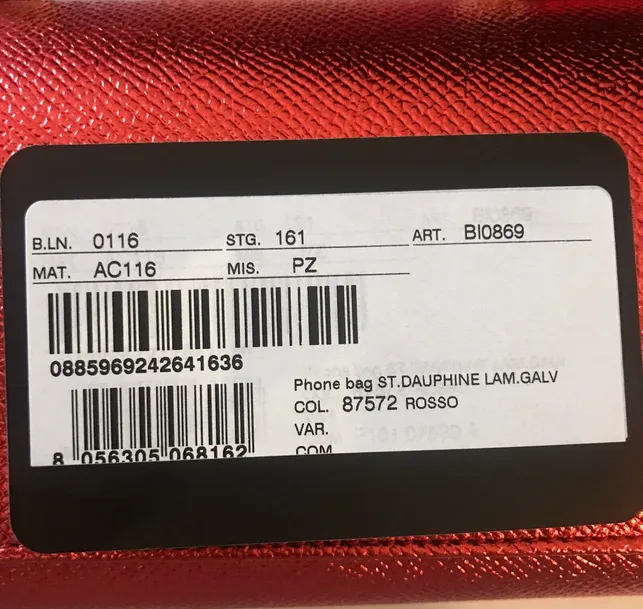 B.LN. 0116 STG. 161 ART. BI0869
MAT. AC116 MIS. PZ
0885969242641636
Phone bag ST.DAUPHINE LAM.GALV
COL. 87572 ROSSO
VAR.
COM
8 056305 068162